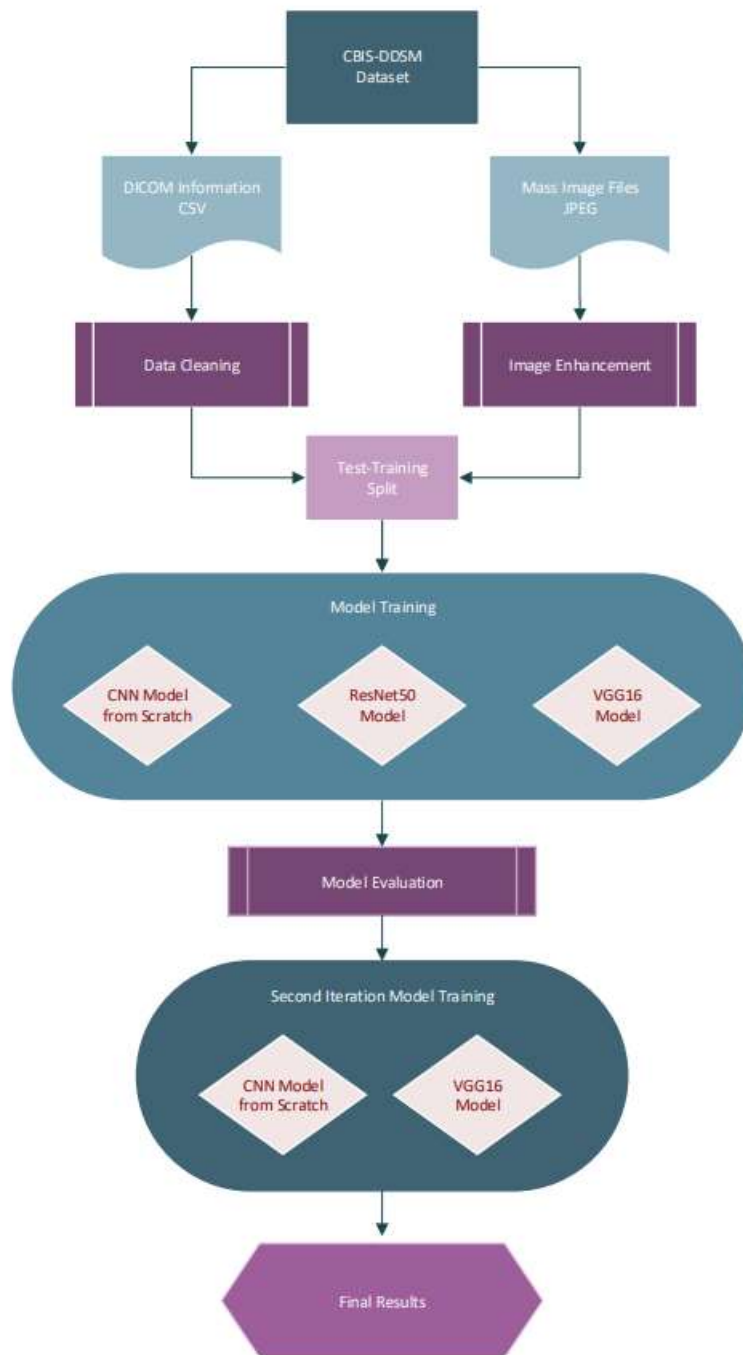 CBIS-DDSM
Dataset
DICOM Information
CSV
Mass Image Files
JPEG
Data Cleaning
Image Enhancement
Test-Training
Split
Model Training
CNN Model
from Scratch
ResNet50
Model
VGG16
Model
Model Evaluation
Second Iteration Model Training
CNN Model
from Scratch
VGG16
Model
Final Results